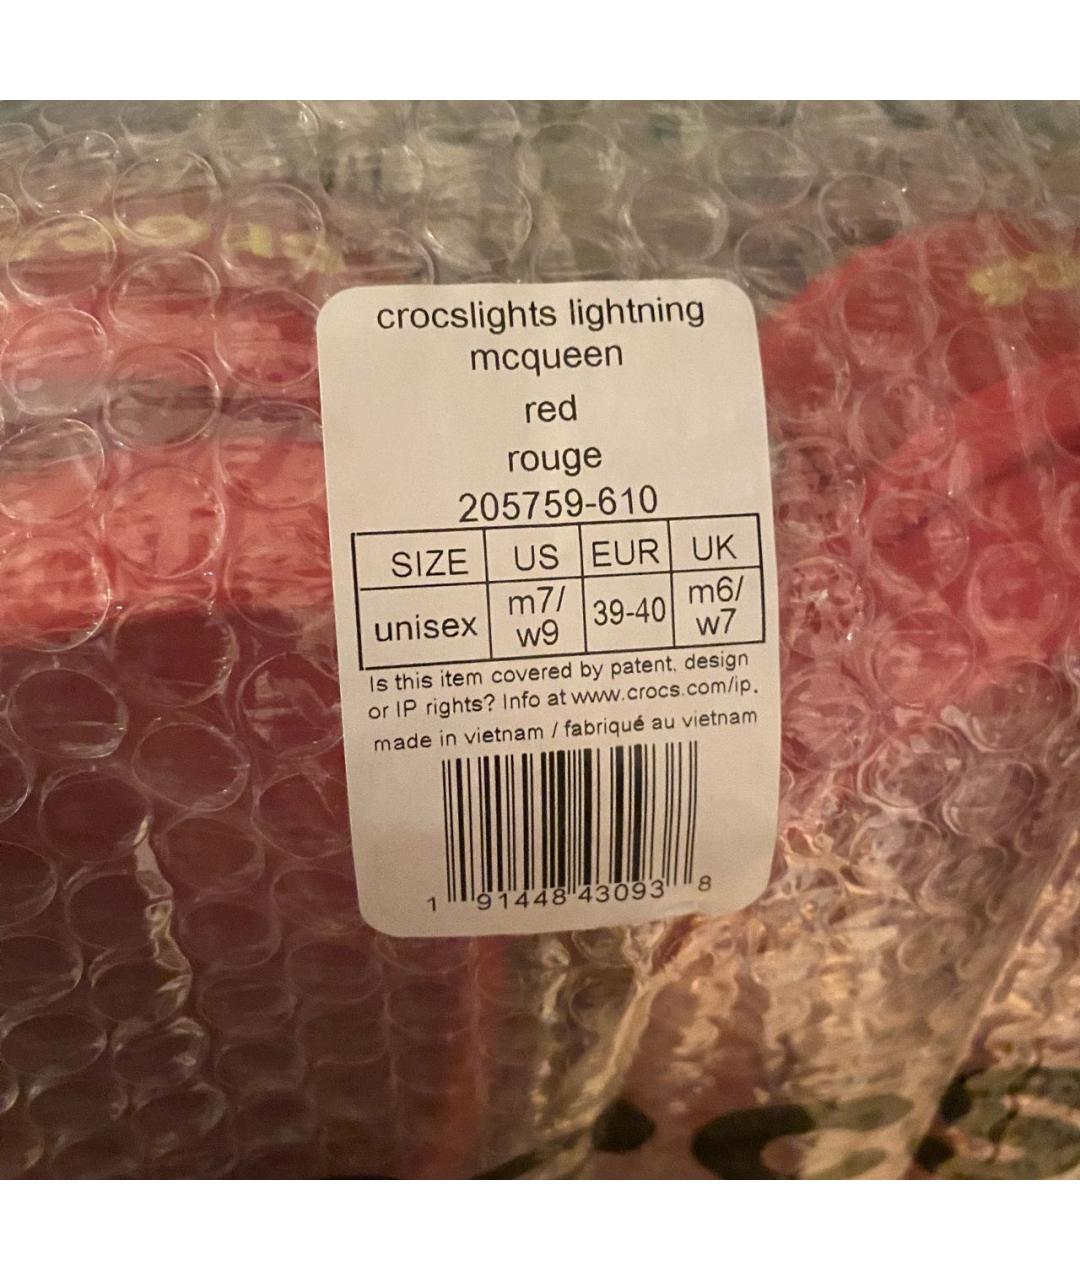 crocslights lightning
mcqueen
red
rouge
205759-610
SIZE US EUR UK
unisex m7/w9 39-40 m6/w7
Is this item covered by patent, design
or IP rights? Info at www.crocs.com/ip.
made in vietnam / fabriqué au vietnam
1 91448 43093 8